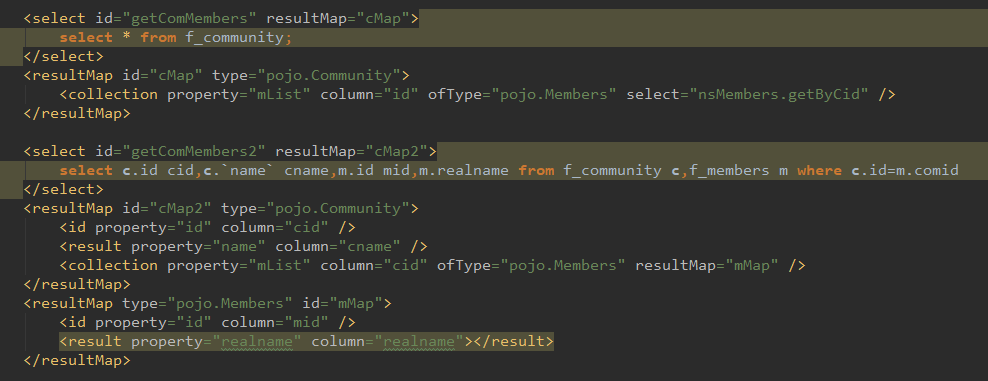 <select id="getComMembers" resultMap="cMap">
    select * from f_community;
</select>
<resultMap id="cMap" type="pojo.Community">
    <collection property="mList" column="id" ofType="pojo.Members" select="nsMembers.getByCid" />
</resultMap>

<select id="getComMembers2" resultMap="cMap2">
    select c.id cid,c.`name` cname,m.id mid,m.realname from f_community c,f_members m where c.id=m.comid
</select>
<resultMap id="cMap2" type="pojo.Community">
    <id property="id" column="cid" />
    <result property="name" column="cname" />
    <collection property="mList" column="cid" ofType="pojo.Members" resultMap="mMap" />
</resultMap>
<resultMap type="pojo.Members" id="mMap">
    <id property="id" column="mid" />
    <result property="realname" column="realname"></result>
</resultMap>